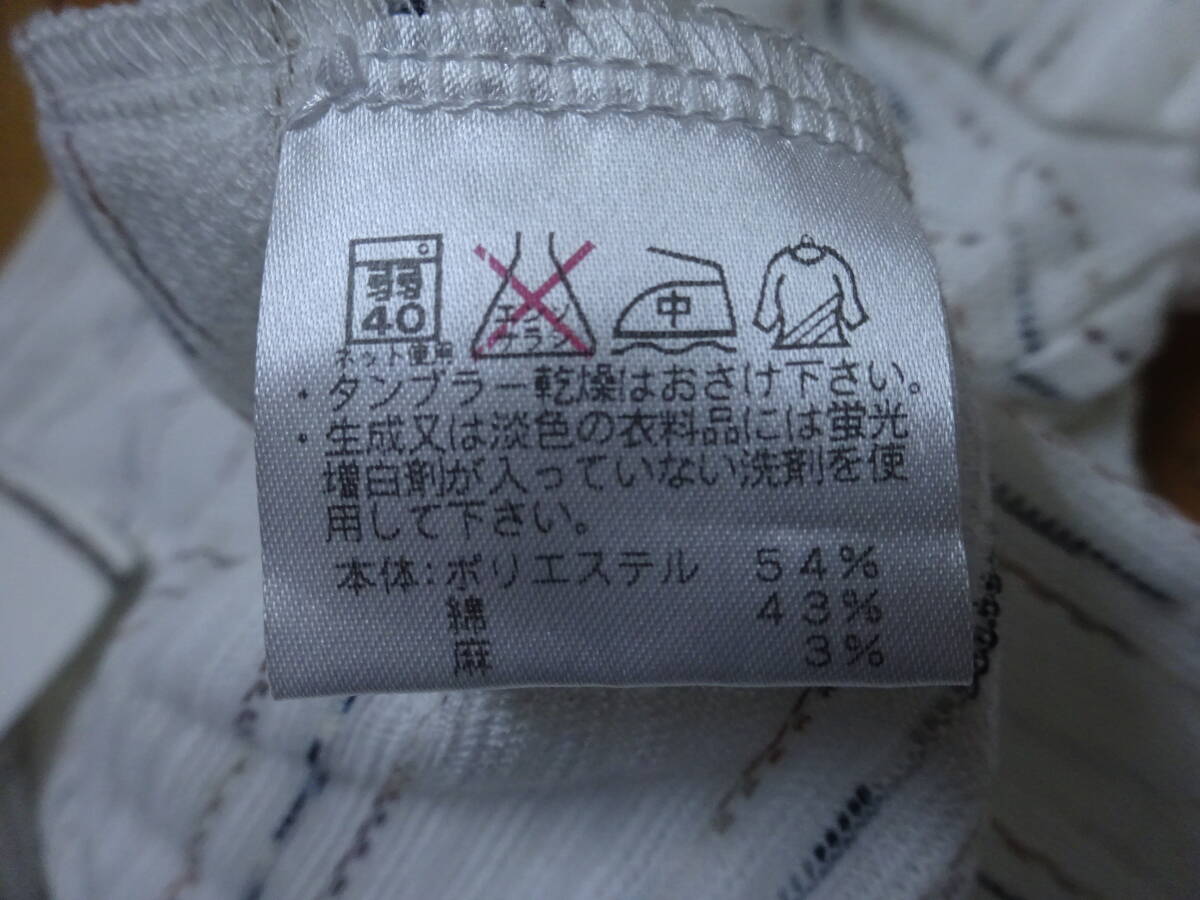 弱
40
ネット使用
エンソ
サラシ
中
・タンブラー乾燥はおさけ下さい。
・生成又は淡色の衣料品には蛍光
増白剤が入っていない洗剤を使
用して下さい。
本体:ポリエステル 54%
綿 43%
麻 3%